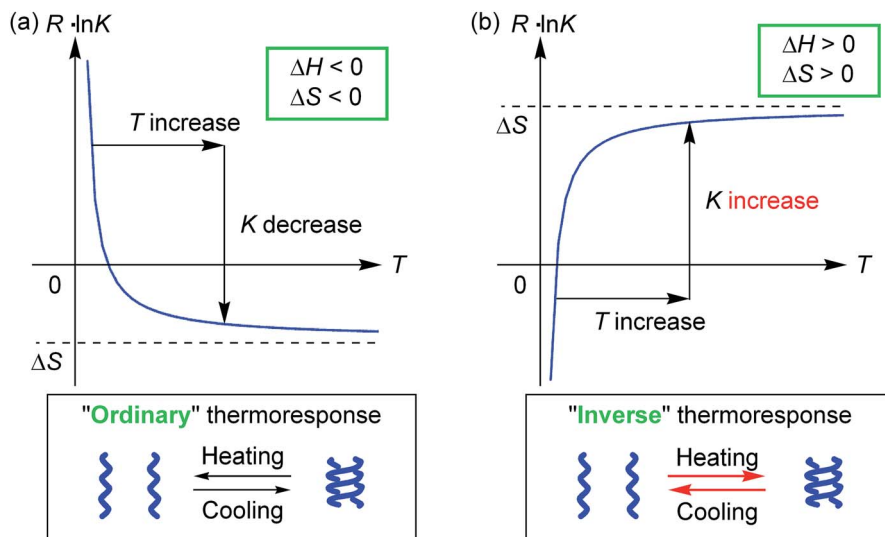 (a) R·lnK
ΔH < 0
ΔS < 0
T increase
K decrease
0
T
ΔS
"Ordinary" thermoresponse
Heating
Cooling
(b) R·lnK
ΔH > 0
ΔS > 0
ΔS
K increase
0
T
T increase
"Inverse" thermoresponse
Heating
Cooling